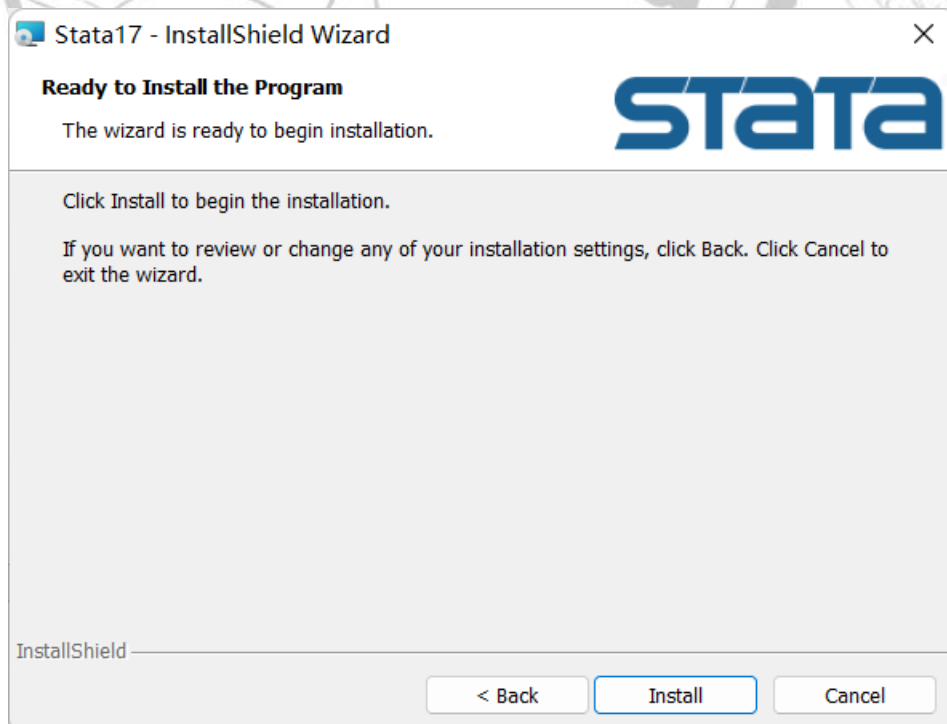 Stata17 - InstallShield Wizard
Ready to Install the Program
The wizard is ready to begin installation.
STATA
Click Install to begin the installation.
If you want to review or change any of your installation settings, click Back. Click Cancel to
exit the wizard.
InstallShield
< Back
Install
Cancel